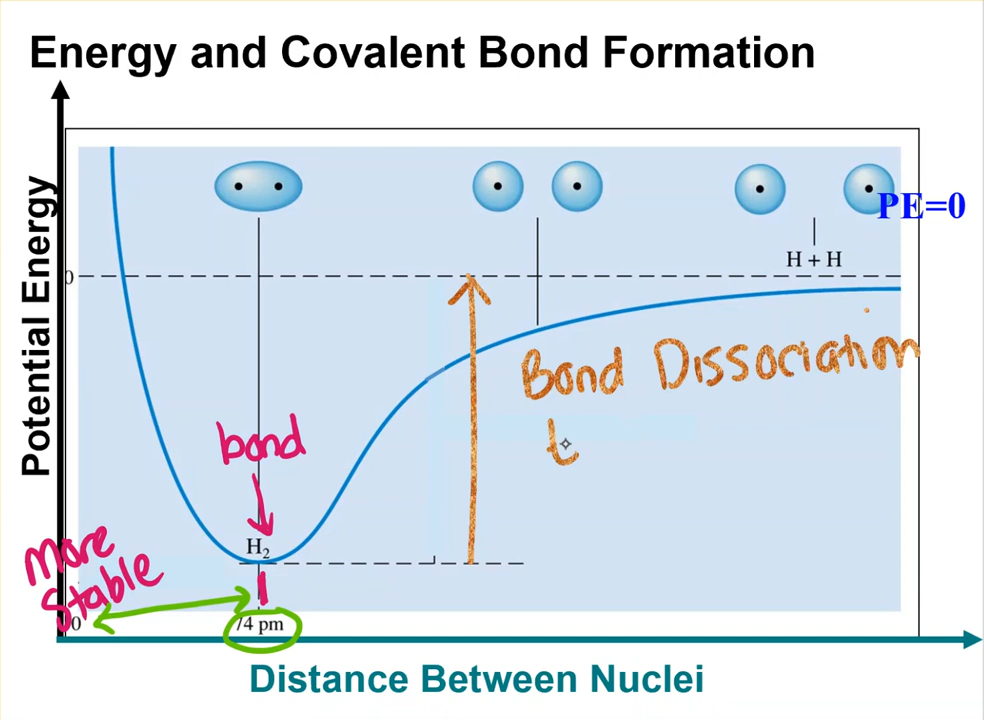 Energy and Covalent Bond Formation
Potential Energy
PE=0
H + H
0
Bond Dissociation
bond
H₂
More
Stable
0
74 pm
Distance Between Nuclei